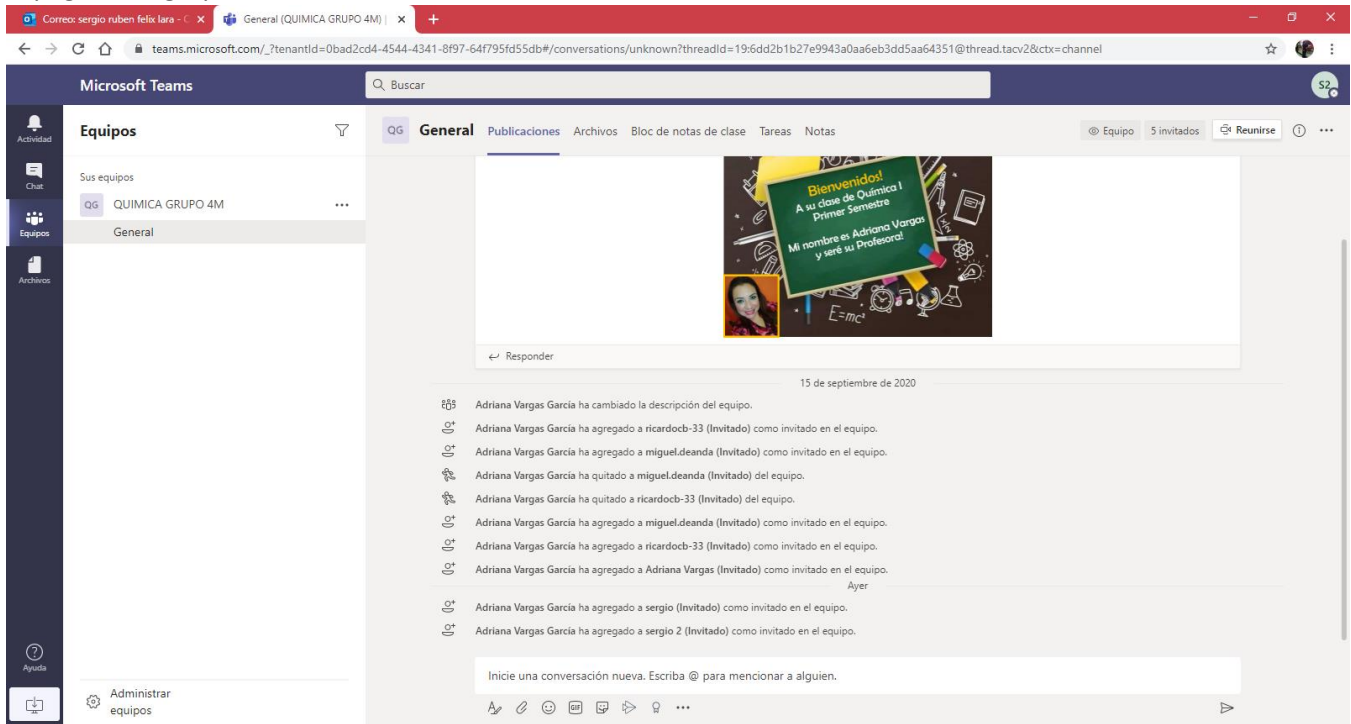 Correo: sergio ruben felix lara - C
General (QUIMICA GRUPO 4M) |
teams.microsoft.com/_?tenantId=0bad2cd4-4544-4341-8f97-64f795fd55db#/conversations/unknown?threadId=19:6dd2b1b27e9943a0aa6eb3dd5aa64351@thread.tacv2&ctx=channel
Microsoft Teams
Buscar
S2
Actividad
Chat
Equipos
Archivos
Ayuda
Equipos
Sus equipos
QG QUIMICA GRUPO 4M
General
Administrar
equipos
QG General Publicaciones Archivos Bloc de notas de clase Tareas Notas
Equipo 5 invitados Reunirse
Bienvenidos!
A su clase de Química I
Primer Semestre
Mi nombre es Adriana Vargas
y seré su Profesora!
E=mc²
Responder
15 de septiembre de 2020
Adriana Vargas García ha cambiado la descripción del equipo.
Adriana Vargas García ha agregado a ricardocb-33 (Invitado) como invitado en el equipo.
Adriana Vargas García ha agregado a miguel.deanda (Invitado) como invitado en el equipo.
Adriana Vargas García ha quitado a miguel.deanda (Invitado) del equipo.
Adriana Vargas García ha quitado a ricardocb-33 (Invitado) del equipo.
Adriana Vargas García ha agregado a miguel.deanda (Invitado) como invitado en el equipo.
Adriana Vargas García ha agregado a ricardocb-33 (Invitado) como invitado en el equipo.
Adriana Vargas García ha agregado a Adriana Vargas (Invitado) como invitado en el equipo.
Ayer
Adriana Vargas García ha agregado a sergio (Invitado) como invitado en el equipo.
Adriana Vargas García ha agregado a sergio 2 (Invitado) como invitado en el equipo.
Inicie una conversación nueva. Escriba @ para mencionar a alguien.
GIF